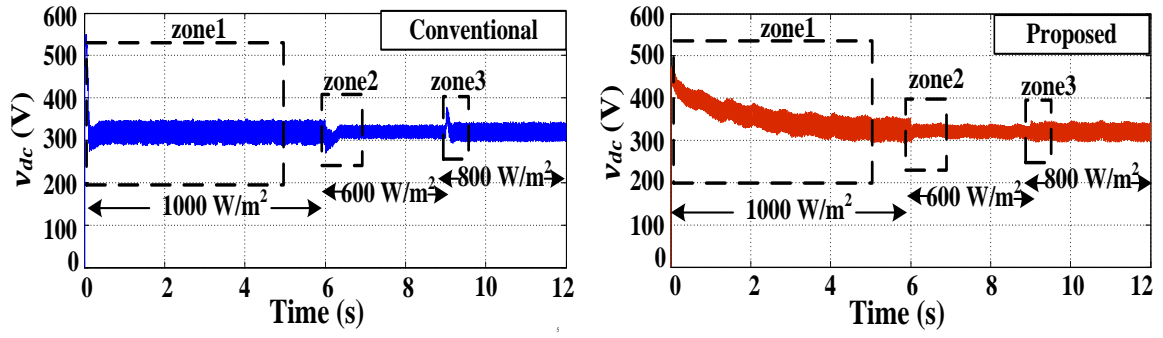 Conventional
zone1
zone2
zone3
600
500
400
300
200
100
0
v_dc (V)
1000 W/m²
600 W/m²
800 W/m²
0 2 4 6 8 10 12
Time (s)
Proposed
zone1
zone2
zone3
600
500
400
300
200
100
0
v_dc (V)
1000 W/m²
600 W/m²
800 W/m²
0 2 4 6 8 10 12
Time (s)